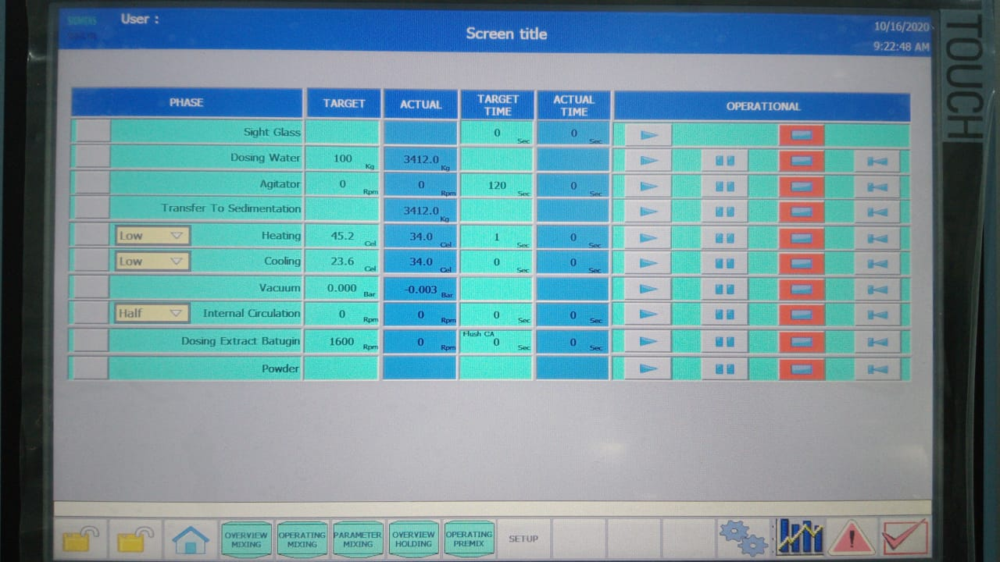 SIEMENS
User :
Screen title
10/16/2020
9:22:48 AM
TOUCH
PHASE TARGET ACTUAL TARGET TIME ACTUAL TIME OPERATIONAL
Sight Glass 0 Sec 0 Sec
Dosing Water 100 Kg 3412.0 Kg
Agitator 0 Rpm 0 Rpm 120 Sec 0 Sec
Transfer To Sedimentation 3412.0 Kg
Low Heating 45.2 Cel 34.0 Cel 1 Sec 0 Sec
Low Cooling 23.6 Cel 34.0 Cel 0 Sec 0 Sec
Vacuum 0.000 Bar -0.003 Bar
Half Internal Circulation 0 Rpm 0 Rpm 0 Sec 0 Sec
Dosing Extract Batugin 1600 Rpm 0 Rpm Flush CA 0 Sec 0 Sec
Powder
OVERVIEW MIXING
OPERATING MIXING
PARAMETER MIXING
OVERVIEW HOLDING
OPERATING PREMIX
SETUP